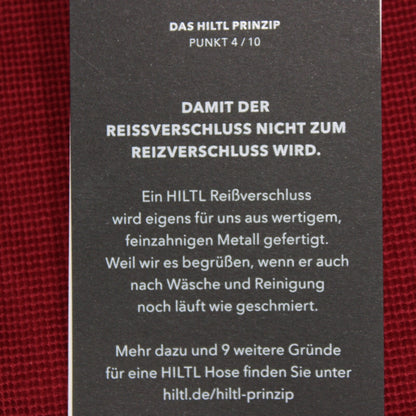 DAS HILTL PRINZIP
PUNKT 4 / 10
DAMIT DER
REISSVERSCHLUSS NICHT ZUM
REIZVERSCHLUSS WIRD.
Ein HILTL Reißverschluss
wird eigens für uns aus wertigem,
feinzahnigen Metall gefertigt.
Weil wir es begrüßen, wenn er auch
nach Wäsche und Reinigung
noch läuft wie geschmiert.
Mehr dazu und 9 weitere Gründe
für eine HILTL Hose finden Sie unter
hiltl.de/hiltl-prinzip